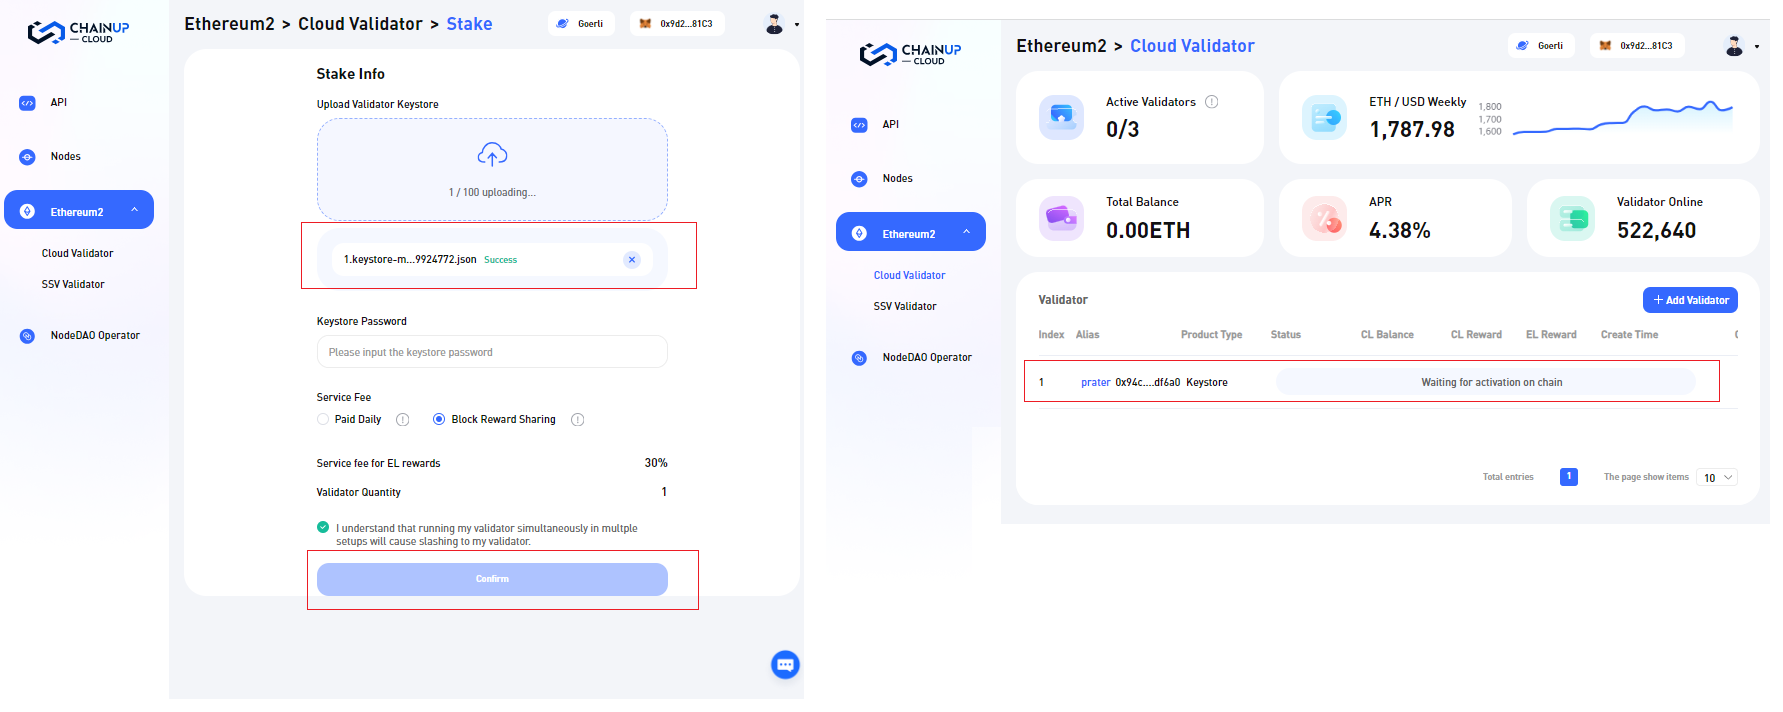 CHAINUP
CLOUD
API
Nodes
Ethereum2
Cloud Validator
SSV Validator
NodeDAO Operator
Ethereum2 > Cloud Validator > Stake
Goerli
0x9d2...81C3
Stake Info
Upload Validator Keystore
1 / 100 uploading...
1.keystore-m...9924772.json Success
Keystore Password
Please input the keystore password
Service Fee
Paid Daily
Block Reward Sharing
Service fee for EL rewards 30%
Validator Quantity 1
I understand that running my validator simultaneously in multple
setups will cause slashing to my validator.
Confirm
CHAINUP
CLOUD
API
Nodes
Ethereum2
Cloud Validator
SSV Validator
NodeDAO Operator
Ethereum2 > Cloud Validator
Goerli
0x9d2...81C3
Active Validators
0/3
ETH / USD Weekly
1,787.98
1,800
1,700
1,600
Total Balance
0.00ETH
APR
4.38%
Validator Online
522,640
Validator
+ Add Validator
Index Alias Product Type Status CL Balance CL Reward EL Reward Create Time
1 prater 0x94c....df6a0 Keystore Waiting for activation on chain
Total entries 1 The page show items 10